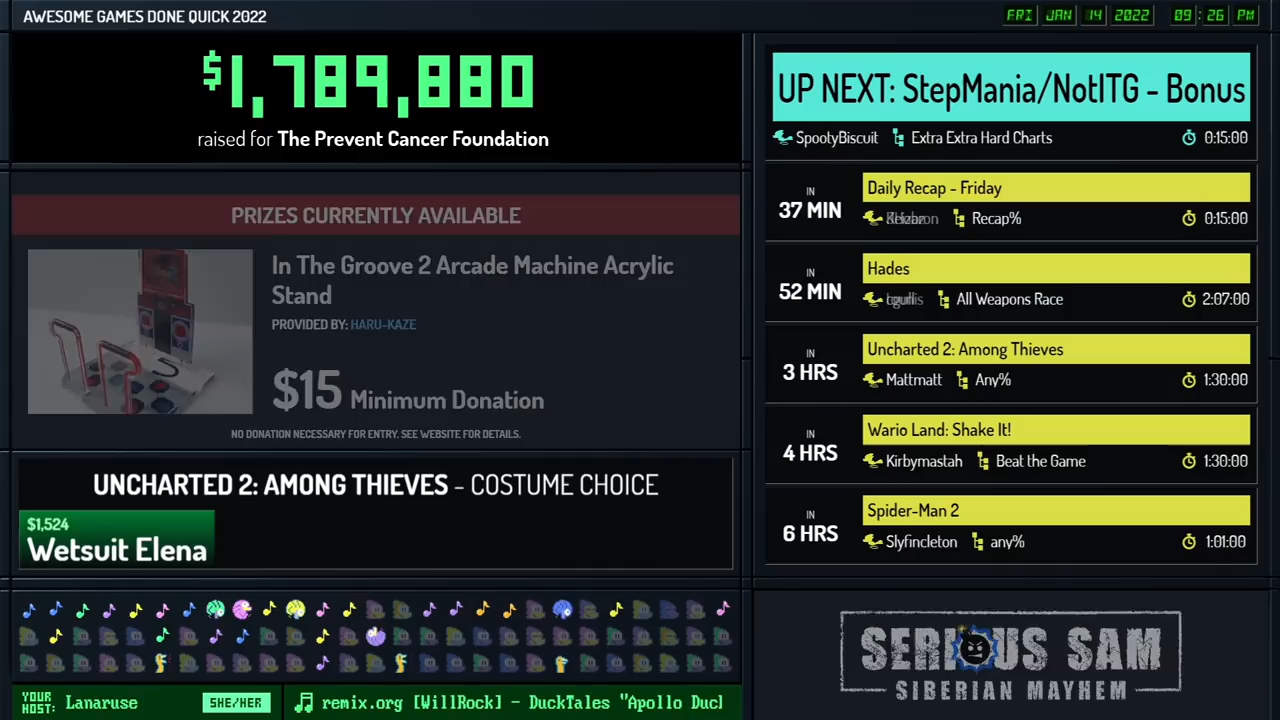 AWESOME GAMES DONE QUICK 2022
FRI JAN 14 2022 09:26 PM
$1,789,880
raised for The Prevent Cancer Foundation
PRIZES CURRENTLY AVAILABLE
In The Groove 2 Arcade Machine Acrylic
Stand
PROVIDED BY: HARU-KAZE
$15 Minimum Donation
NO DONATION NECESSARY FOR ENTRY. SEE WEBSITE FOR DETAILS.
UNCHARTED 2: AMONG THIEVES - COSTUME CHOICE
$1,524
Wetsuit Elena
YOUR HOST: Lanaruse SHE/HER
remix.org [WillRock] - DuckTales "Apollo Duc
UP NEXT: StepMania/NotITG - Bonus
SpootyBiscuit Extra Extra Hard Charts 0:15:00
IN
37 MIN
Daily Recap - Friday
Recap% 0:15:00
IN
52 MIN
Hades
All Weapons Race 2:07:00
IN
3 HRS
Uncharted 2: Among Thieves
Mattmatt Any% 1:30:00
IN
4 HRS
Wario Land: Shake It!
Kirbymastah Beat the Game 1:30:00
IN
6 HRS
Spider-Man 2
Slyfincleton any% 1:01:00
SERIOUS SAM
SIBERIAN MAYHEM